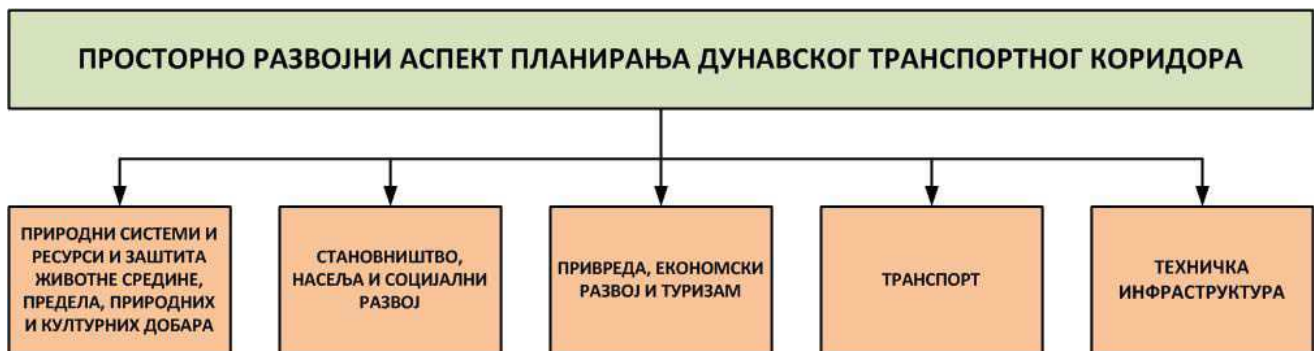 ПРОСТОРНО РАЗВОЈНИ АСПЕКТ ПЛАНИРАЊА ДУНАВСКОГ ТРАНСПОРТНОГ КОРИДОРА
ПРИРОДНИ СИСТЕМИ И
РЕСУРСИ И ЗАШТИТА
ЖИВОТНЕ СРЕДИНЕ,
ПРЕДЕЛА, ПРИРОДНИХ
И КУЛТУРНИХ ДОБАРА
СТАНОВНИШТВО,
НАСЕЉА И СОЦИЈАЛНИ
РАЗВОЈ
ПРИВРЕДА, ЕКОНОМСКИ
РАЗВОЈ И ТУРИЗАМ
ТРАНСПОРТ
ТЕХНИЧКА
ИНФРАСТРУКТУРА